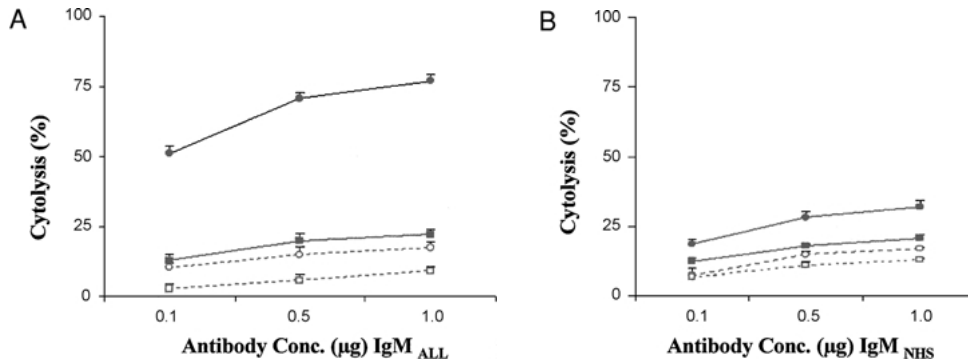 A
Cytolysis (%)
100
75
50
25
0
0.1 0.5 1.0
Antibody Conc. (µg) IgM ALL
B
Cytolysis (%)
100
75
50
25
0
0.1 0.5 1.0
Antibody Conc. (µg) IgM NHS